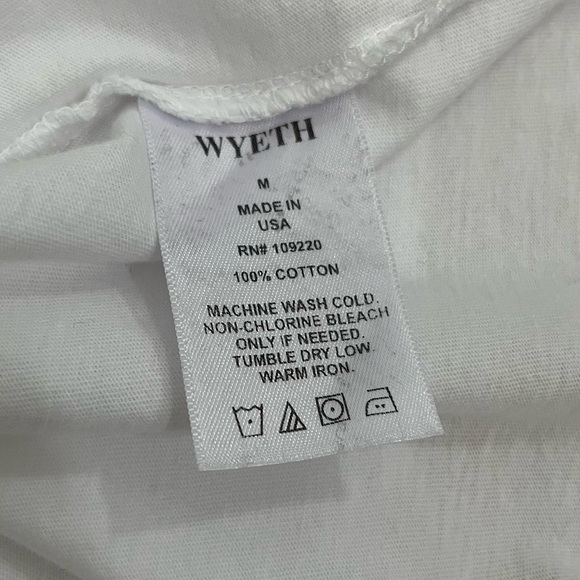 WYETH
M
MADE IN
USA
RN# 109220
100% COTTON
MACHINE WASH COLD.
NON-CHLORINE BLEACH
ONLY IF NEEDED.
TUMBLE DRY LOW.
WARM IRON.